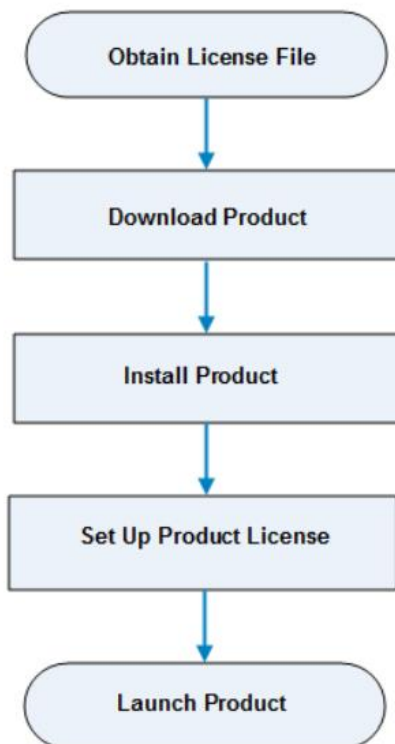 Obtain License File
Download Product
Install Product
Set Up Product License
Launch Product